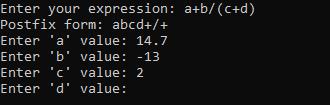 Enter your expression: a+b/(c+d)
Postfix form: abcd+/+
Enter 'a' value: 14.7
Enter 'b' value: -13
Enter 'c' value: 2
Enter 'd' value: